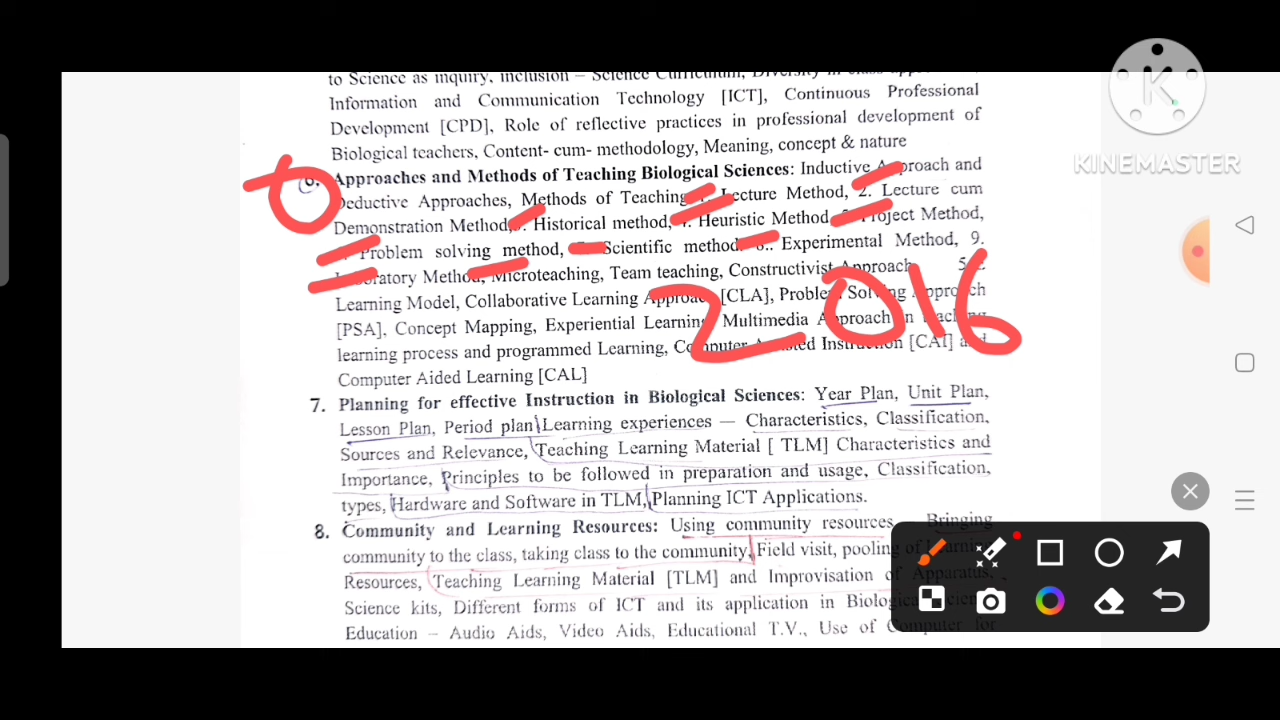 to Science as inquiry, inclusion – Science Curriculum, Diversity in class
Information and Communication Technology [ICT], Continuous Professional
Development [CPD], Role of reflective practices in professional development of
Biological teachers, Content- cum- methodology, Meaning, concept & nature
Approaches and Methods of Teaching Biological Sciences: Inductive Approach and
Deductive Approaches, Methods of Teaching Lecture Method, 2. Lecture cum
Demonstration Method, Historical method, Heuristic Method, Project Method,
Problem solving method, Scientific method, Experimental Method, 9.
Method, Microteaching, Team teaching, Constructivist Approach
Learning Model, Collaborative Learning Approach [CLA], Problem Solving Approach
[PSA], Concept Mapping, Experiential Learning, Multimedia Approach in
learning process and programmed Learning, Computer Assisted Instruction [CAI] and
Computer Aided Learning [CAL]
2016
7. Planning for effective Instruction in Biological Sciences: Year Plan, Unit Plan,
Lesson Plan, Period plan Learning experiences — Characteristics, Classification,
Sources and Relevance, Teaching Learning Material [ TLM] Characteristics and
Importance, Principles to be followed in preparation and usage, Classification,
types, Hardware and Software in TLM, Planning ICT Applications.
8. Community and Learning Resources: Using community resources Bringing
community to the class, taking class to the community, Field visit, pooling of Learning
Resources, Teaching Learning Material [TLM] and Improvisation of Apparatus,
Science kits, Different forms of ICT and its application in Biological
Education – Audio Aids, Video Aids, Educational T.V., Use of Computer for
KINEMASTER